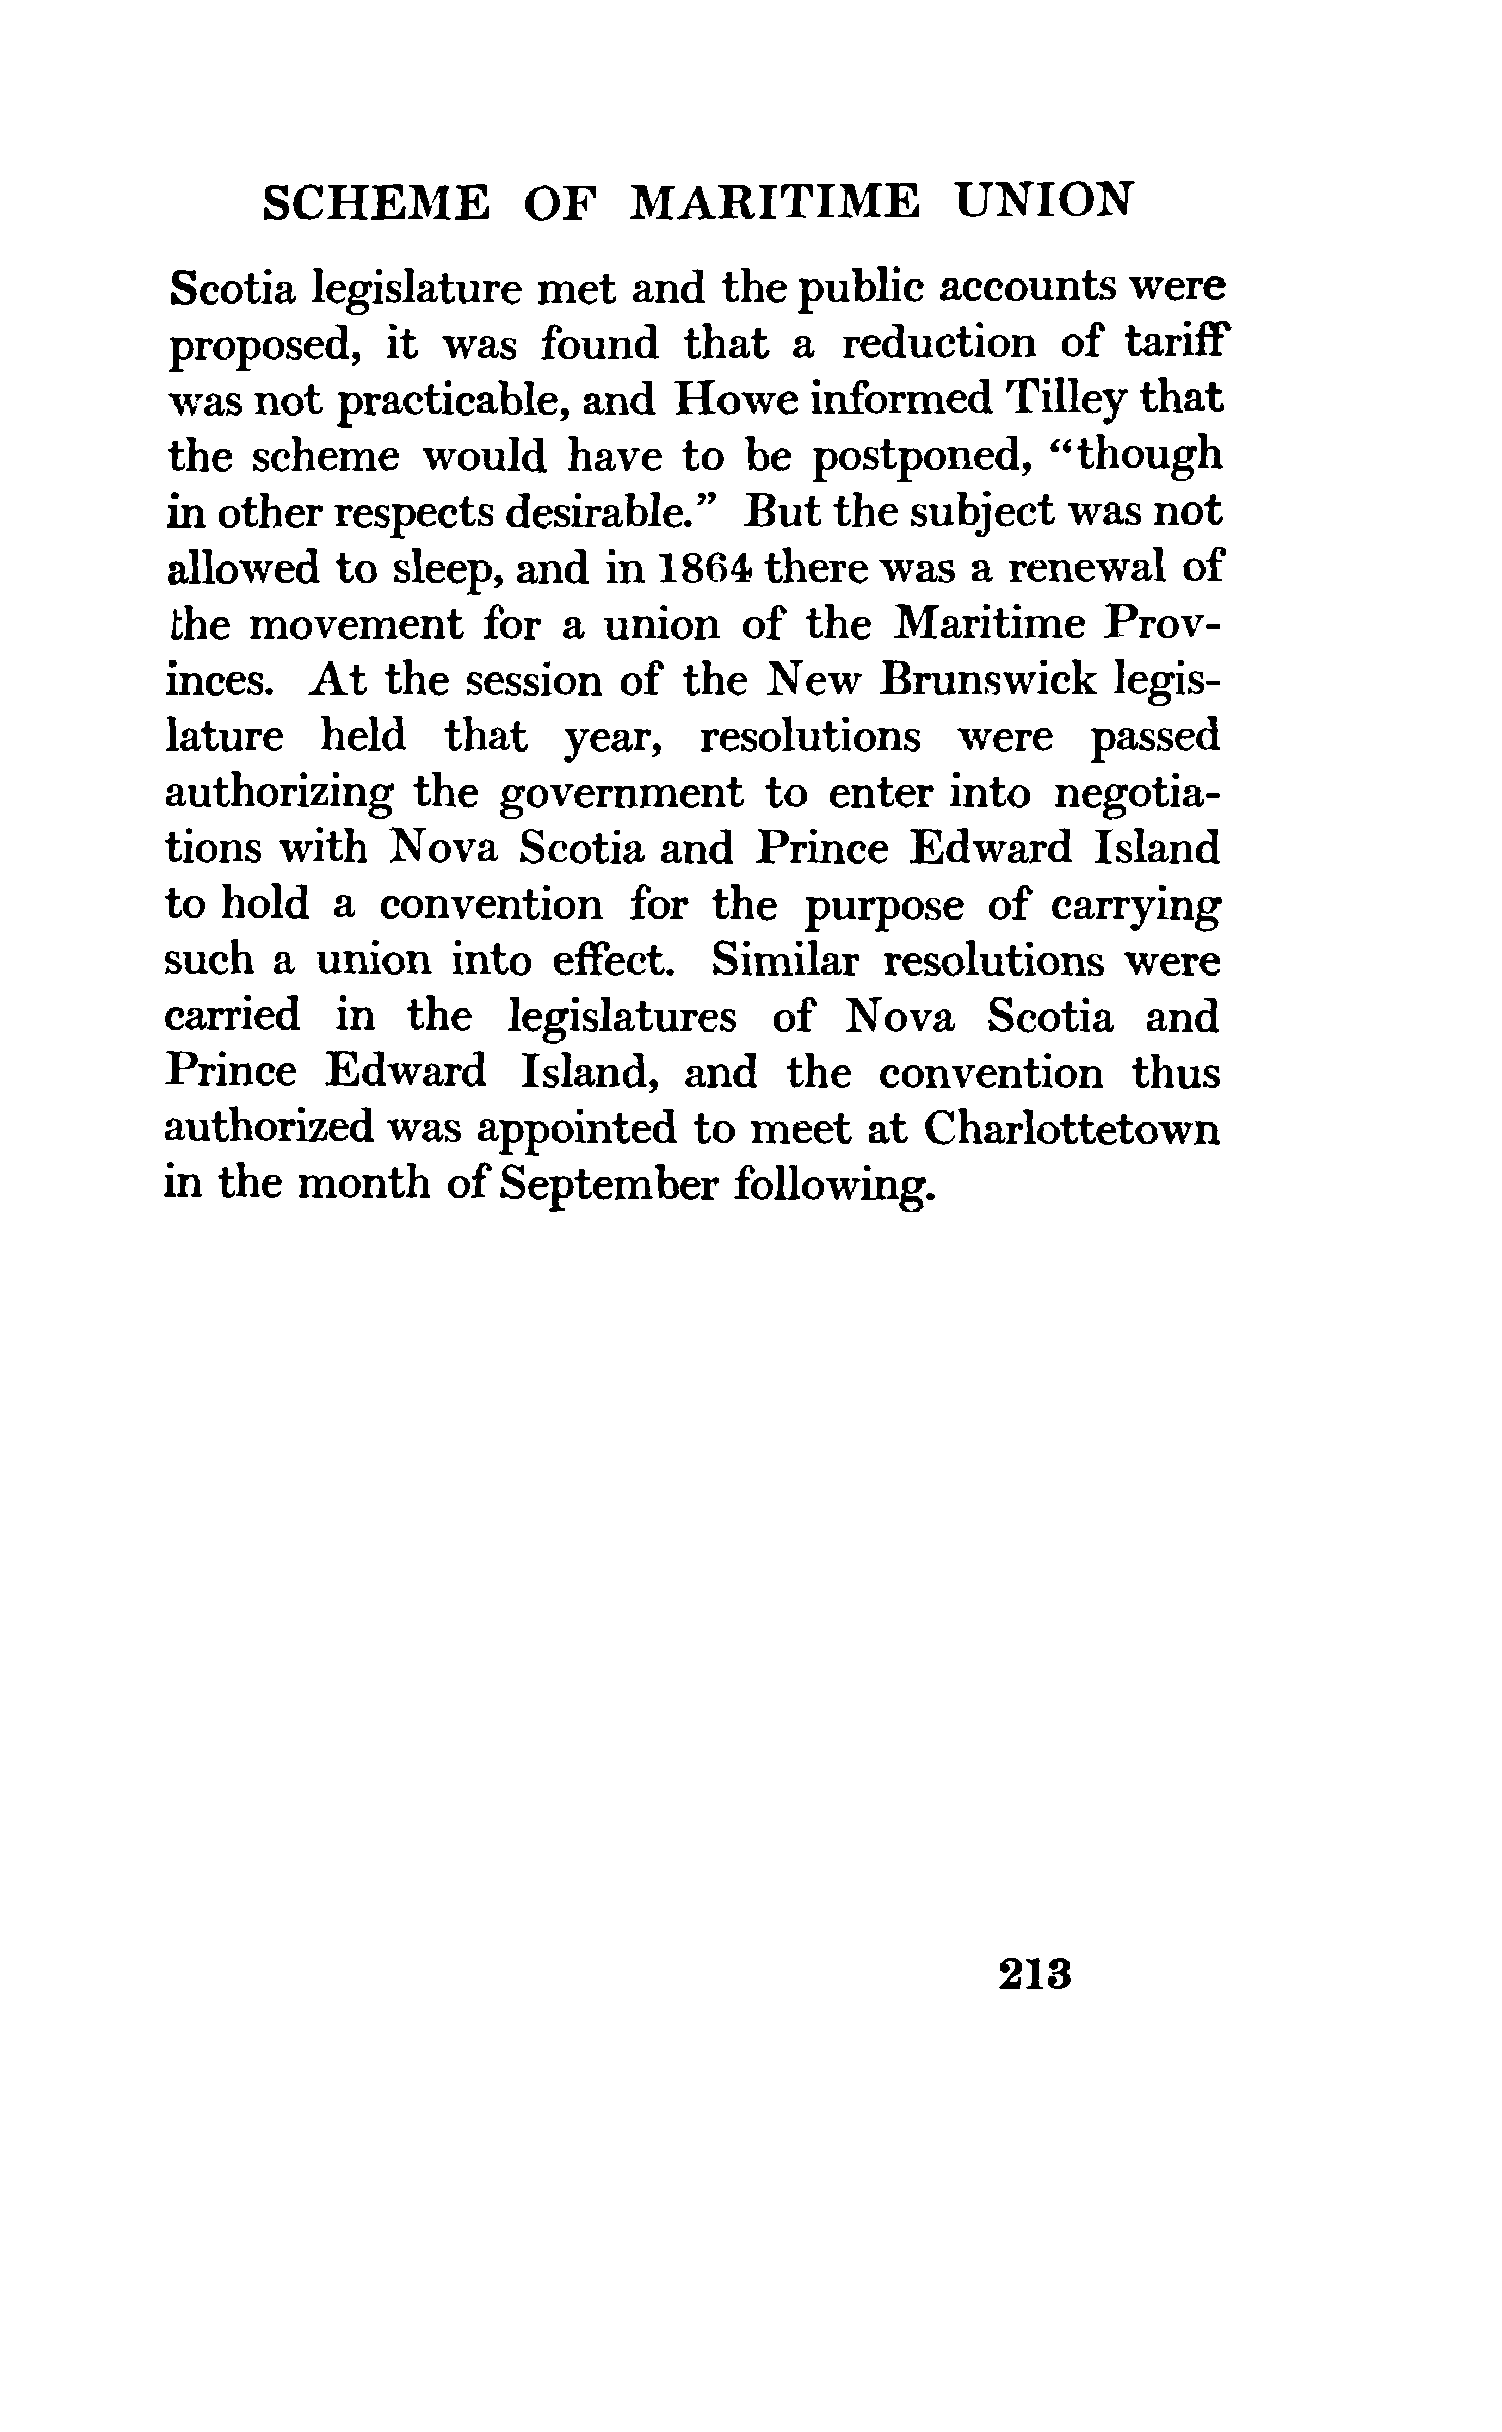 SCHEME OF MARITIME UNION
Scotia legislature met and the public accounts were
proposed, it was found that a reduction of tariff
was not practicable, and Howe informed Tilley that
the scheme would have to be postponed, “though
in other respects desirable.” But the subject was not
allowed to sleep, and in 1864 there was a renewal of
the movement for a union of the Maritime Prov-
inces. At the session of the New Brunswick legis-
lature held that year, resolutions were passed
authorizing the government to enter into negotia-
tions with Nova Scotia and Prince Edward Island
to hold a convention for the purpose of carrying
such a union into effect. Similar resolutions were
carried in the legislatures of Nova Scotia and
Prince Edward Island, and the convention thus
authorized was appointed to meet at Charlottetown
in the month of September following.
213